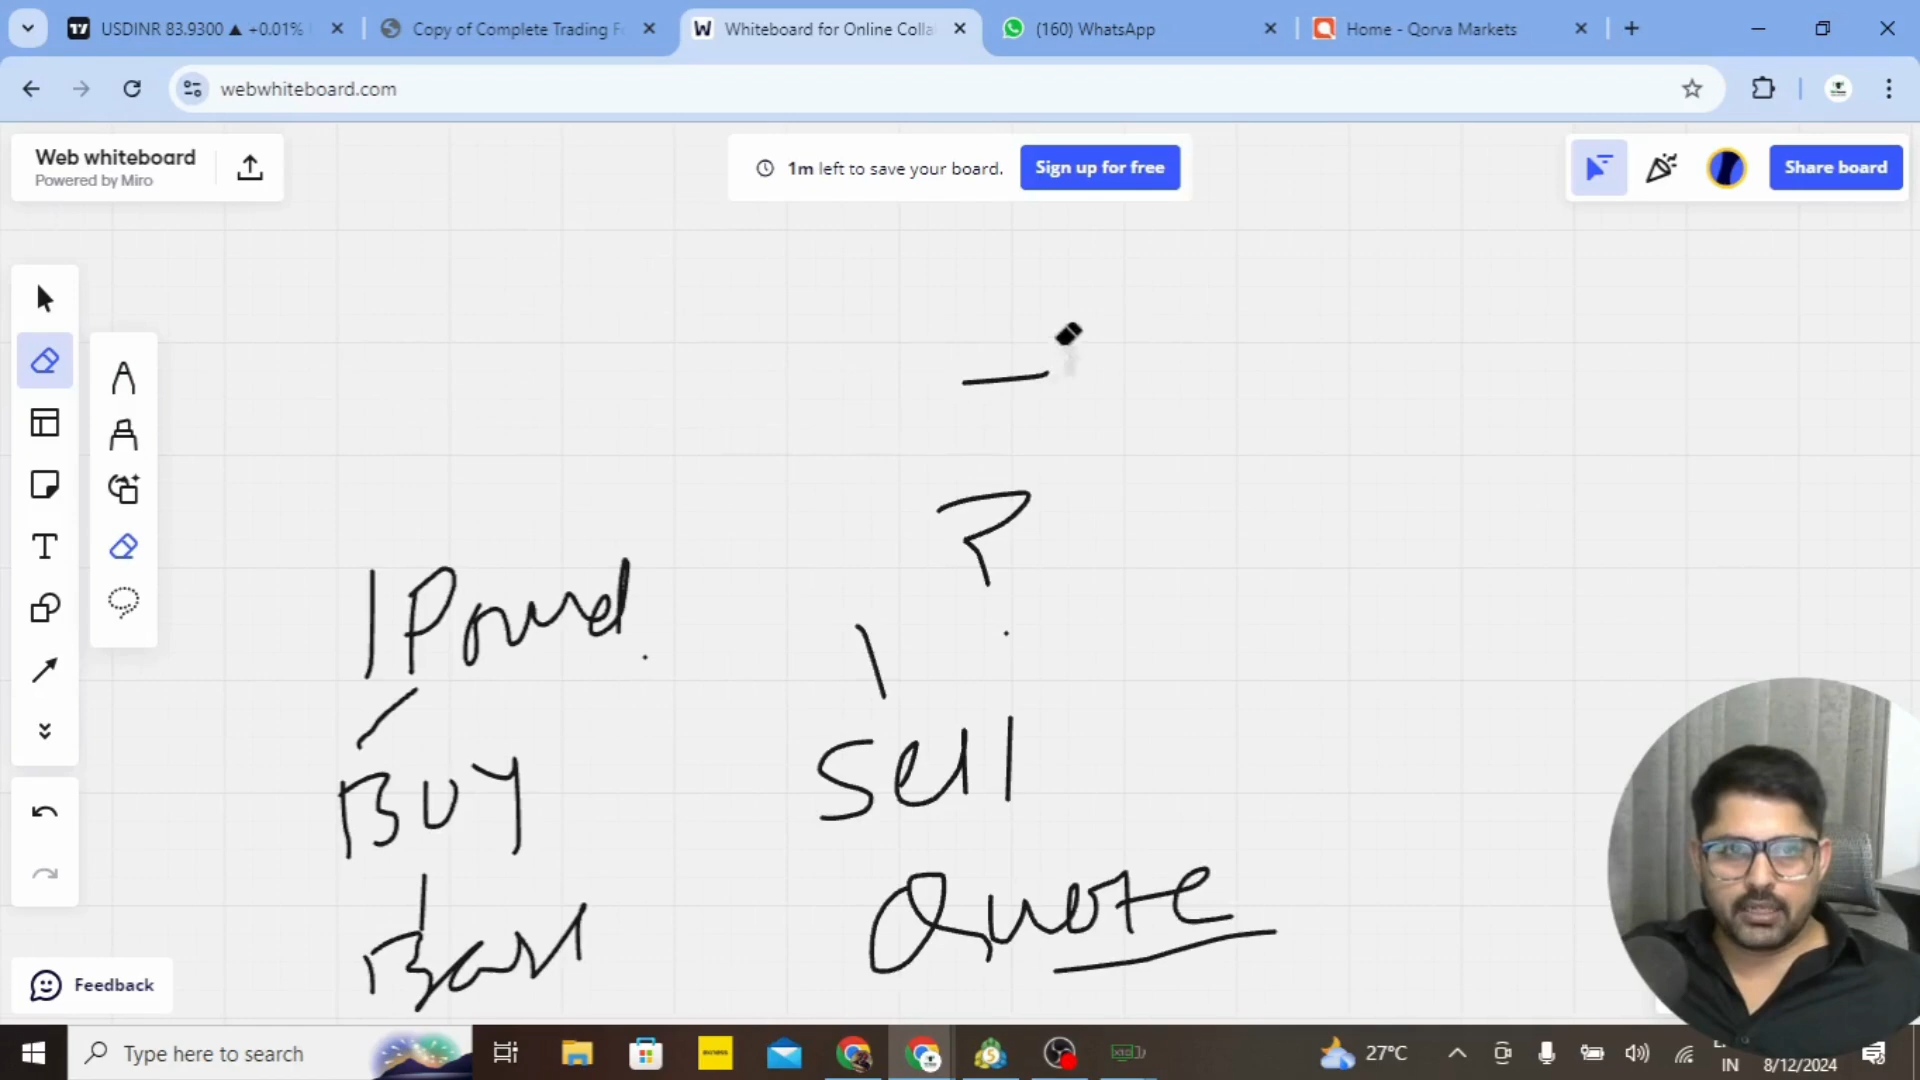 USDINR 83.9300 ▲ +0.01%
Copy of Complete Trading F
Whiteboard for Online Colla
(160) WhatsApp
Home - Qorva Markets
webwhiteboard.com
Web whiteboard
Powered by Miro
1m left to save your board.
Sign up for free
Share board
?
1 Pound
Sell
BUY
Quote
Feedback
Type here to search
27°C
IN
8/12/2024